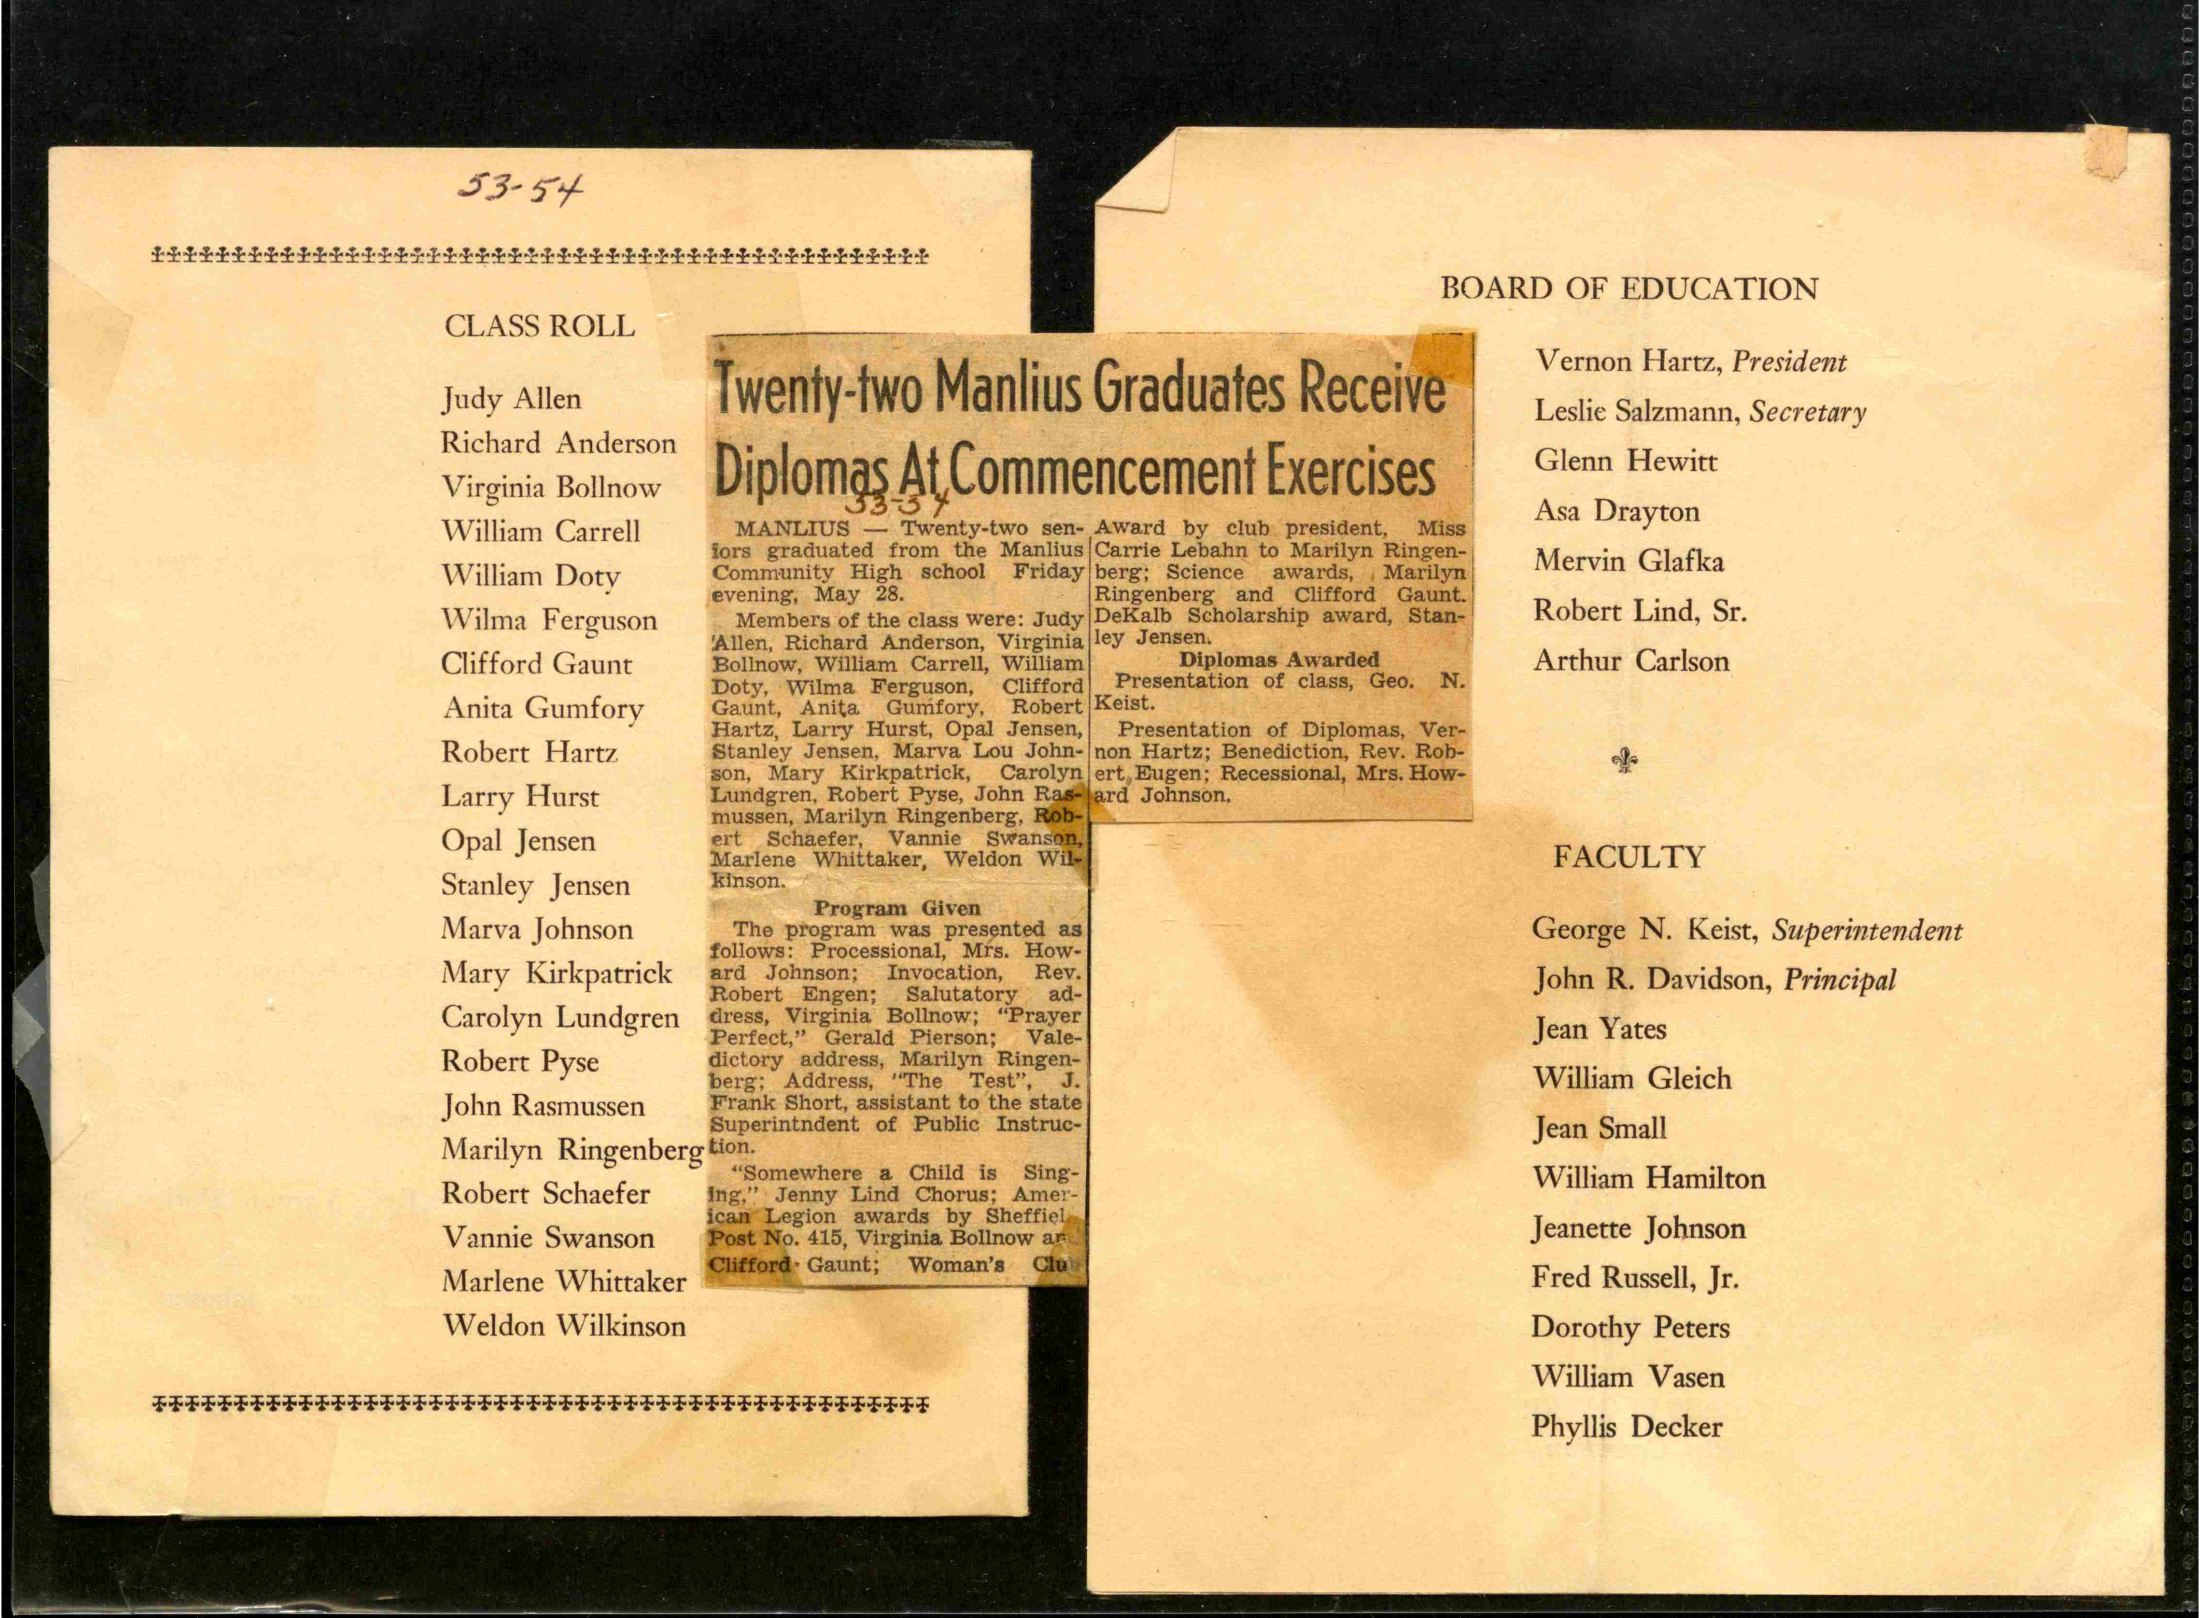 53-54
CLASS ROLL
Judy Allen
Richard Anderson
Virginia Bollnow
William Carrell
William Doty
Wilma Ferguson
Clifford Gaunt
Anita Gumfory
Robert Hartz
Larry Hurst
Opal Jensen
Stanley Jensen
Marva Johnson
Mary Kirkpatrick
Carolyn Lundgren
Robert Pyse
John Rasmussen
Marilyn Ringenberg
Robert Schaefer
Vannie Swanson
Marlene Whittaker
Weldon Wilkinson
Twenty-two Manlius Graduates Receive
Diplomas At Commencement Exercises
53-54
MANLIUS — Twenty-two sen-
iors graduated from the Manlius
Community High school Friday
evening, May 28.
Members of the class were: Judy
Allen, Richard Anderson, Virginia
Bollnow, William Carrell, William
Doty, Wilma Ferguson, Clifford
Gaunt, Anita Gumfory, Robert
Hartz, Larry Hurst, Opal Jensen,
Stanley Jensen, Marva Lou John-
son, Mary Kirkpatrick, Carolyn
Lundgren, Robert Pyse, John Ras-
mussen, Marilyn Ringenberg, Rob-
ert Schaefer, Vannie Swanson,
Marlene Whittaker, Weldon Wil-
kinson.
Program Given
The program was presented as
follows: Processional, Mrs. How-
ard Johnson; Invocation, Rev.
Robert Engen; Salutatory ad-
dress, Virginia Bollnow; "Prayer
Perfect," Gerald Pierson; Vale-
dictory address, Marilyn Ringen-
berg; Address, "The Test", J.
Frank Short, assistant to the state
Superintndent of Public Instruc-
tion.
"Somewhere a Child is Sing-
ing," Jenny Lind Chorus; Amer-
ican Legion awards by Sheffiel
Post No. 415, Virginia Bollnow an
Clifford Gaunt; Woman's Clu
Award by club president, Miss
Carrie Lebahn to Marilyn Ringen-
berg; Science awards, Marilyn
Ringenberg and Clifford Gaunt.
DeKalb Scholarship award, Stan-
ley Jensen.
Diplomas Awarded
Presentation of class, Geo. N.
Keist.
Presentation of Diplomas, Ver-
non Hartz; Benediction, Rev. Rob-
ert Eugen; Recessional, Mrs. How-
ard Johnson.
BOARD OF EDUCATION
Vernon Hartz, President
Leslie Salzmann, Secretary
Glenn Hewitt
Asa Drayton
Mervin Glafka
Robert Lind, Sr.
Arthur Carlson
FACULTY
George N. Keist, Superintendent
John R. Davidson, Principal
Jean Yates
William Gleich
Jean Small
William Hamilton
Jeanette Johnson
Fred Russell, Jr.
Dorothy Peters
William Vasen
Phyllis Decker